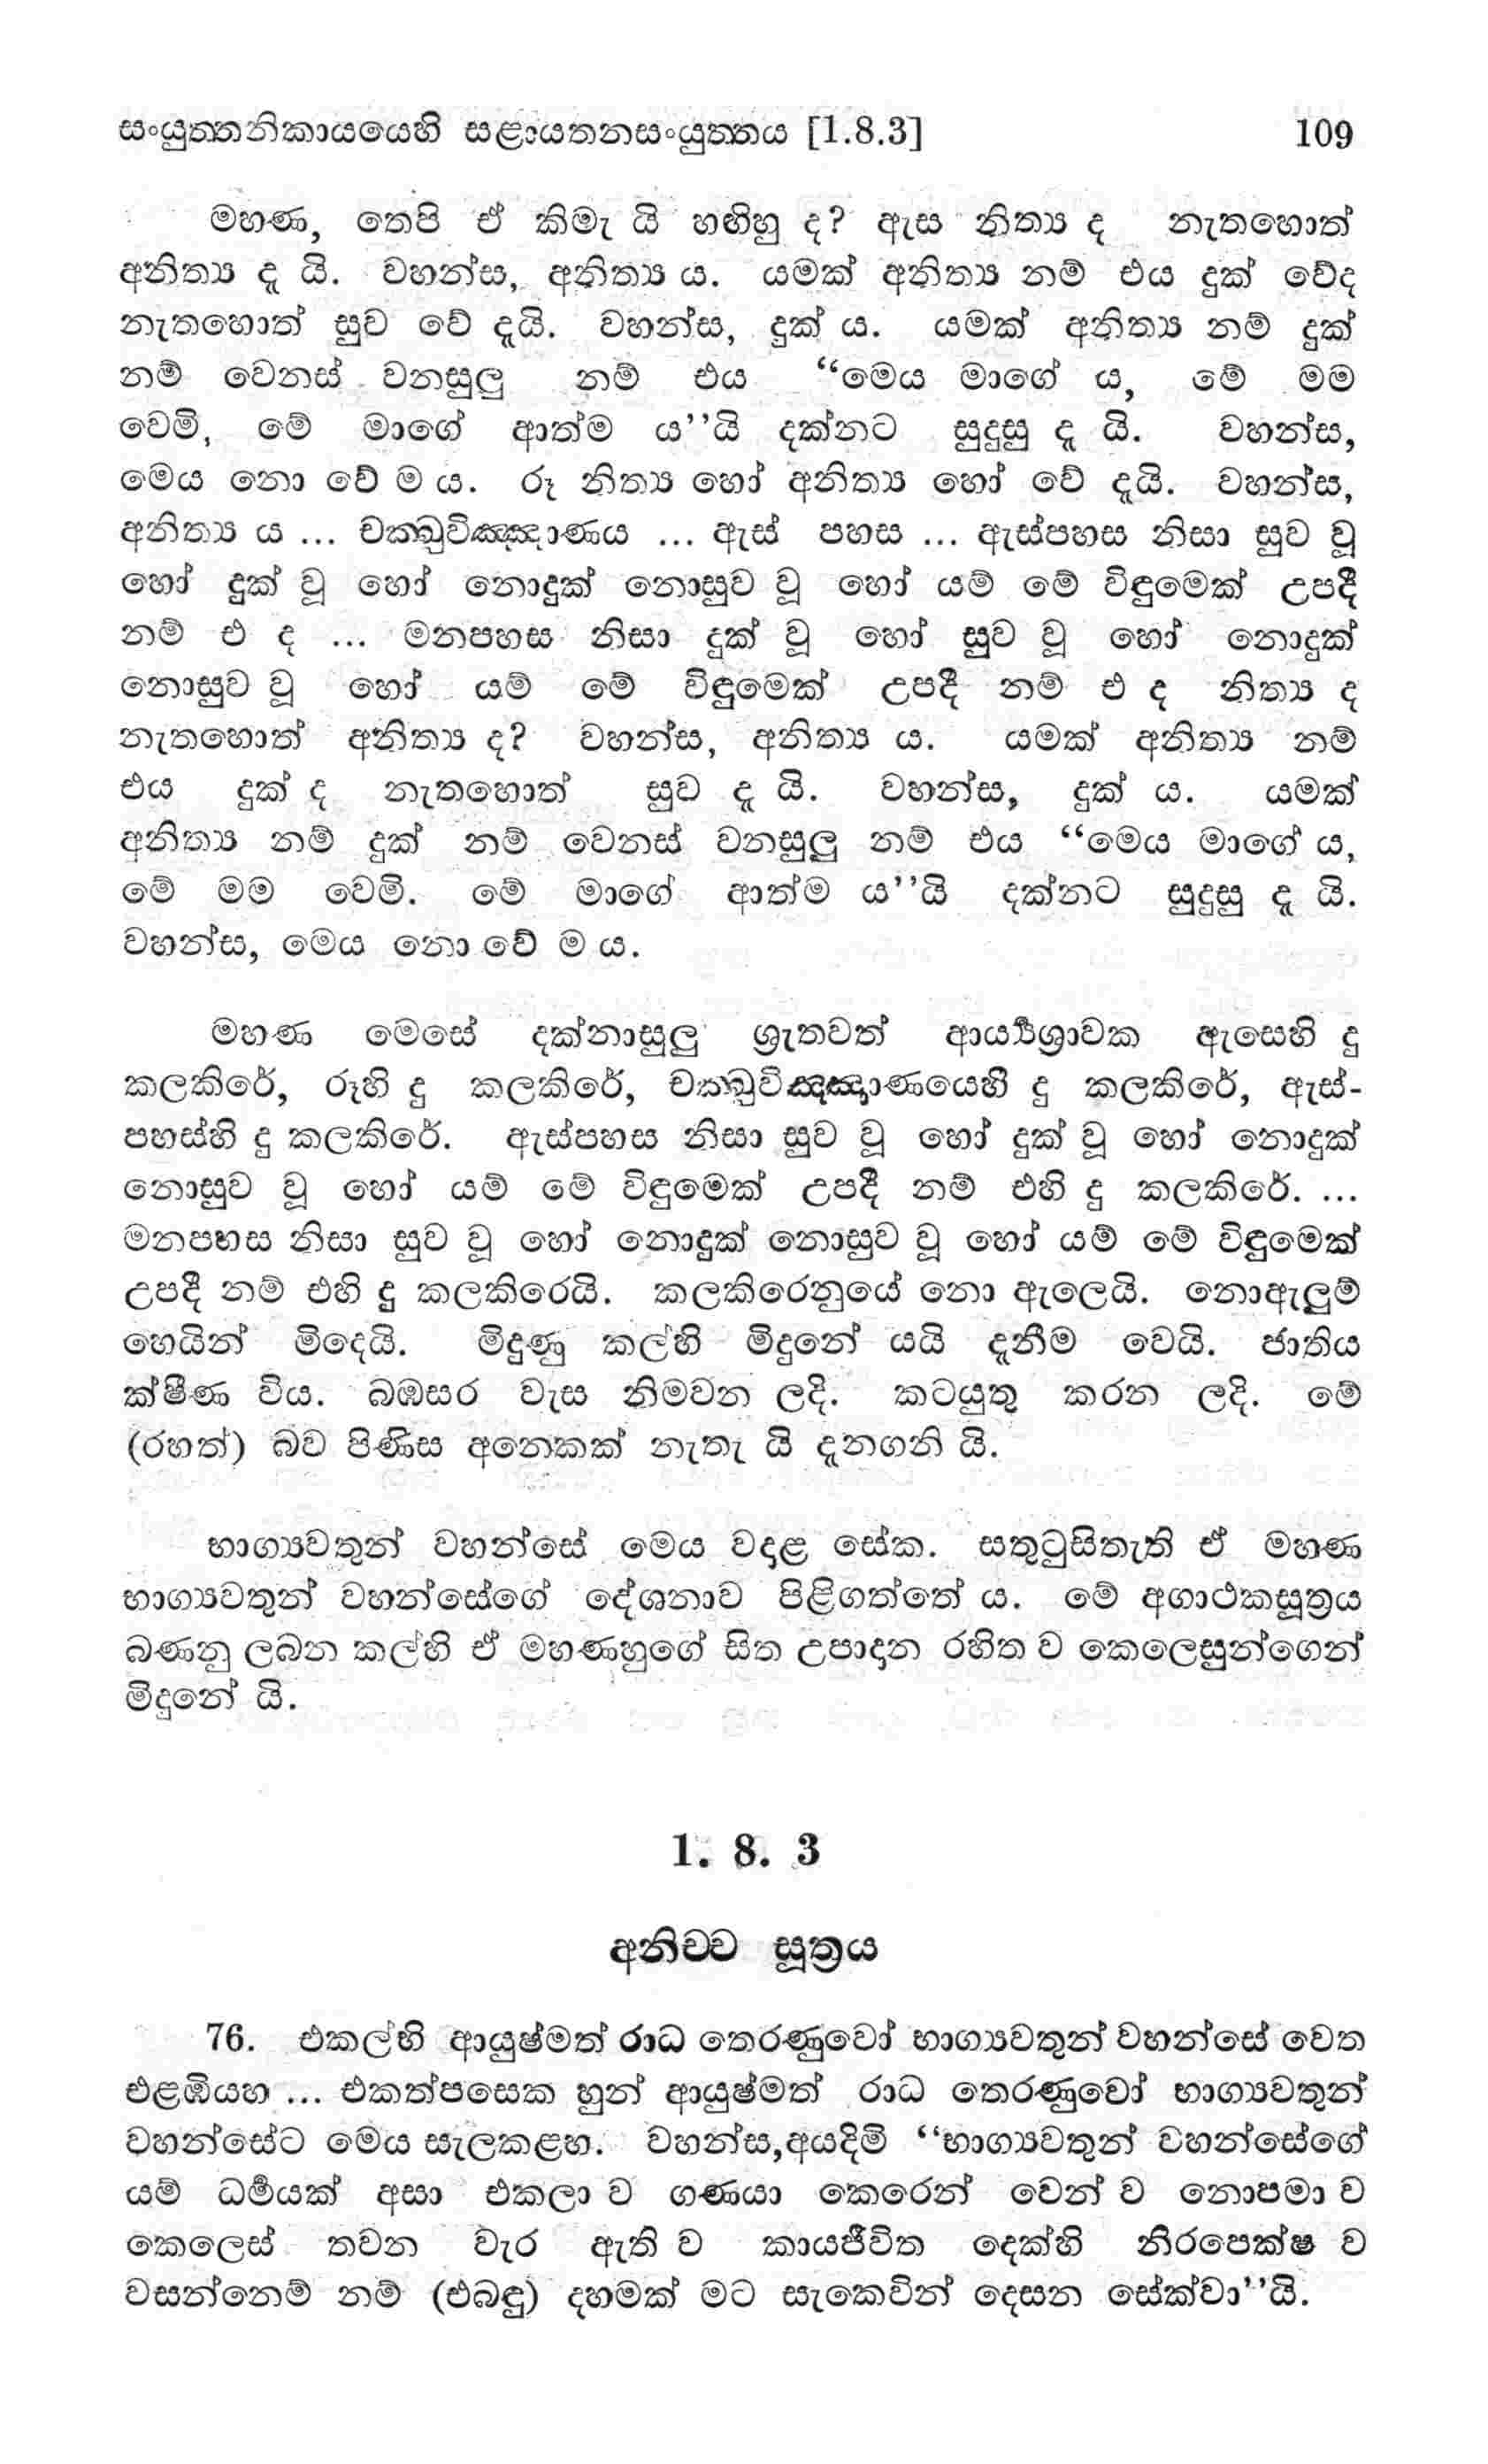 සංයුත්තනිකායයෙහි සළායතනසංයුත්තය [1.8.3] 109
මහණ, තෙපි ඒ කිමැ යි හඟිහු ද? ඇස නිත්‍ය ද නැතහොත්
අනිත්‍ය දැ යි. වහන්ස, අනිත්‍ය ය. යමක් අනිත්‍ය නම් එය දුක් වේද
නැතහොත් සුව වේ දැයි. වහන්ස, දුක් ය. යමක් අනිත්‍ය නම් දුක්
නම් වෙනස් වනසුලු නම් එය “මෙය මාගේ ය, මේ මම
වෙමි, මේ මාගේ ආත්ම ය’’යි දක්නට සුදුසු දැ යි. වහන්ස,
මෙය නො වේ ම ය. රූ නිත්‍ය හෝ අනිත්‍ය හෝ වේ දැයි. වහන්ස,
අනිත්‍ය ය ... චක්ඛුවිඤ්ඤාණය ... ඇස් පහස ... ඇස්පහස නිසා සුව වූ
හෝ දුක් වූ හෝ නොදුක් නොසුව වූ හෝ යම් මේ විඳුමෙක් උපදී
නම් එ ද ... මනපහස නිසා දුක් වූ හෝ සුව වූ හෝ නොදුක්
නොසුව වූ හෝ යම් මේ විඳුමෙක් උපදී නම් එ ද නිත්‍ය ද
නැතහොත් අනිත්‍ය ද? වහන්ස, අනිත්‍ය ය. යමක් අනිත්‍ය නම්
එය දුක් ද නැතහොත් සුව දැ යි. වහන්ස, දුක් ය. යමක්
අනිත්‍ය නම් දුක් නම් වෙනස් වනසුලු නම් එය “මෙය මාගේ ය,
මේ මම වෙමි. මේ මාගේ ආත්ම ය’’යි දක්නට සුදුසු දැ යි.
වහන්ස, මෙය නො වේ ම ය.
මහණ මෙසේ දක්නාසුලු ශ්‍රැතවත් ආර්‍ය්‍යශ්‍රාවක ඇසෙහි දු
කලකිරේ, රූහි දු කලකිරේ, චක්ඛුවිඤ්ඤාණයෙහි දු කලකිරේ, ඇස්-
පහස්හි දු කලකිරේ. ඇස්පහස නිසා සුව වූ හෝ දුක් වූ හෝ නොදුක්
නොසුව වූ හෝ යම් මේ විඳුමෙක් උපදී නම් එහි දු කලකිරේ. ...
මනපහස නිසා සුව වූ හෝ නොදුක් නොසුව වූ හෝ යම් මේ විඳුමෙක්
උපදී නම් එහි දු කලකිරෙයි. කලකිරෙනුයේ නො ඇලෙයි. නොඇලුම්
හෙයින් මිදෙයි. මිදුණු කල්හි මිදුනේ යයි දැනීම වෙයි. ජාතිය
ක්ෂීණ විය. බඹසර වැස නිමවන ලදි. කටයුතු කරන ලදි. මේ
(රහත්) බව පිණිස අනෙකක් නැතැ යි දැනගනි යි.
භාග්‍යවතුන් වහන්සේ මෙය වදාළ සේක. සතුටුසිතැති ඒ මහණ
භාග්‍යවතුන් වහන්සේගේ දේශනාව පිළිගත්තේ ය. මේ අගාථකසූත්‍රය
බණනු ලබන කල්හි ඒ මහණහුගේ සිත උපාදාන රහිත ව කෙලෙසුන්ගෙන්
මිදුනේ යි.
1. 8. 3
අනිච්ච සූත්‍රය
76. එකල්හි ආයුෂ්මත් රාධ තෙරණුවෝ භාග්‍යවතුන් වහන්සේ වෙත
එළඹියහ ... එකත්පසෙක හුන් ආයුෂ්මත් රාධ තෙරණුවෝ භාග්‍යවතුන්
වහන්සේට මෙය සැලකළහ. වහන්ස,අයදිමි “භාග්‍යවතුන් වහන්සේගේ
යම් ධර්‍මයක් අසා එකලා ව ගණයා කෙරෙන් වෙන් ව නොපමා ව
කෙලෙස් තවන වැර ඇති ව කායජීවිත දෙක්හි නිරපෙක්ෂ ව
වසන්නෙම් නම් (එබඳු) දහමක් මට සැකෙවින් දෙසන සේක්වා’’යි.